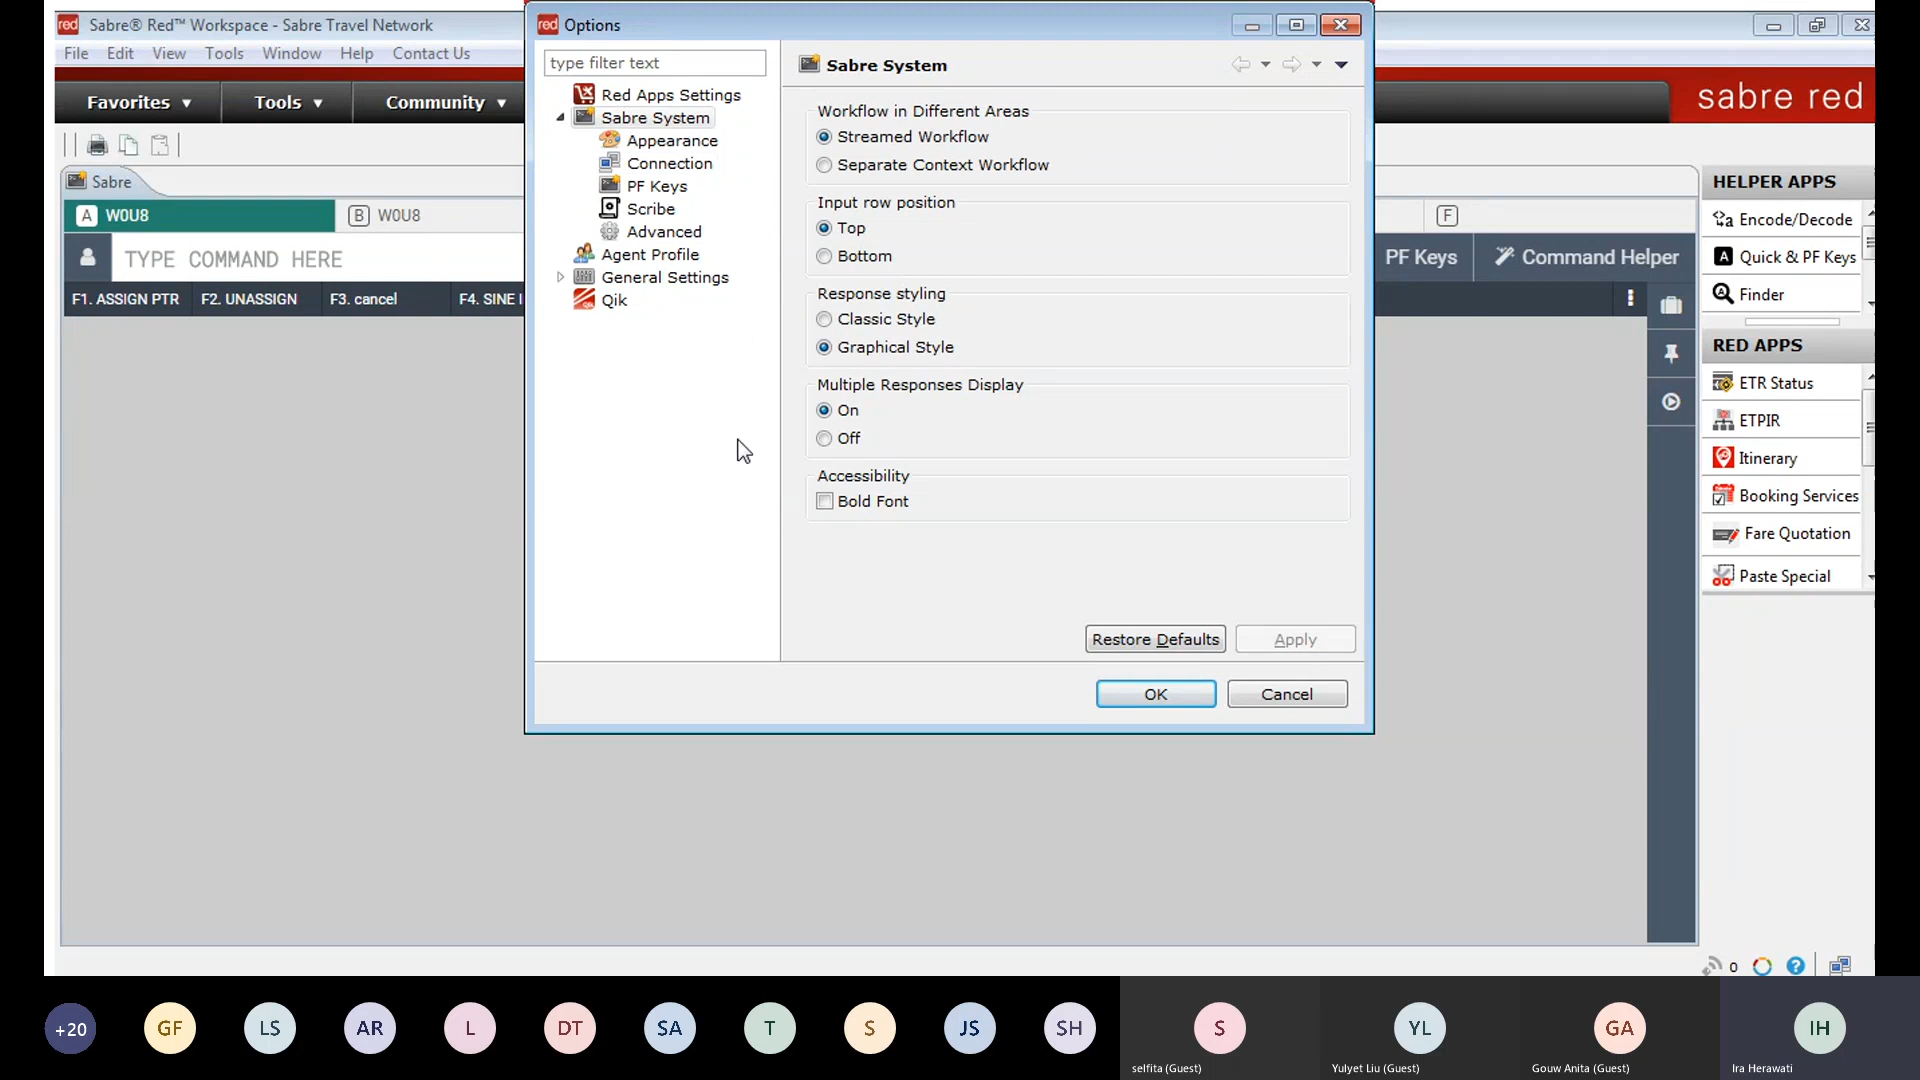 red Sabre® Red™ Workspace - Sabre Travel Network
File Edit View Tools Window Help Contact Us
Favorites ▼ Tools ▼ Community ▼
sabre red
Sabre
A W0U8
B W0U8
F
TYPE COMMAND HERE
PF Keys
Command Helper
F1. ASSIGN PTR F2. UNASSIGN F3. cancel F4. SINE I
red Options
type filter text
Red Apps Settings
Sabre System
Appearance
Connection
PF Keys
Scribe
Advanced
Agent Profile
General Settings
Qik
Sabre System
Workflow in Different Areas
Streamed Workflow
Separate Context Workflow
Input row position
Top
Bottom
Response styling
Classic Style
Graphical Style
Multiple Responses Display
On
Off
Accessibility
Bold Font
Restore Defaults Apply
OK Cancel
HELPER APPS
Encode/Decode
A Quick & PF Keys
Finder
RED APPS
ETR Status
ETPIR
Itinerary
Booking Services
Fare Quotation
Paste Special
0
+20 GF LS AR L DT SA T S JS SH S YL GA IH
selfita (Guest) Yulyet Liu (Guest) Gouw Anita (Guest) Ira Herawati